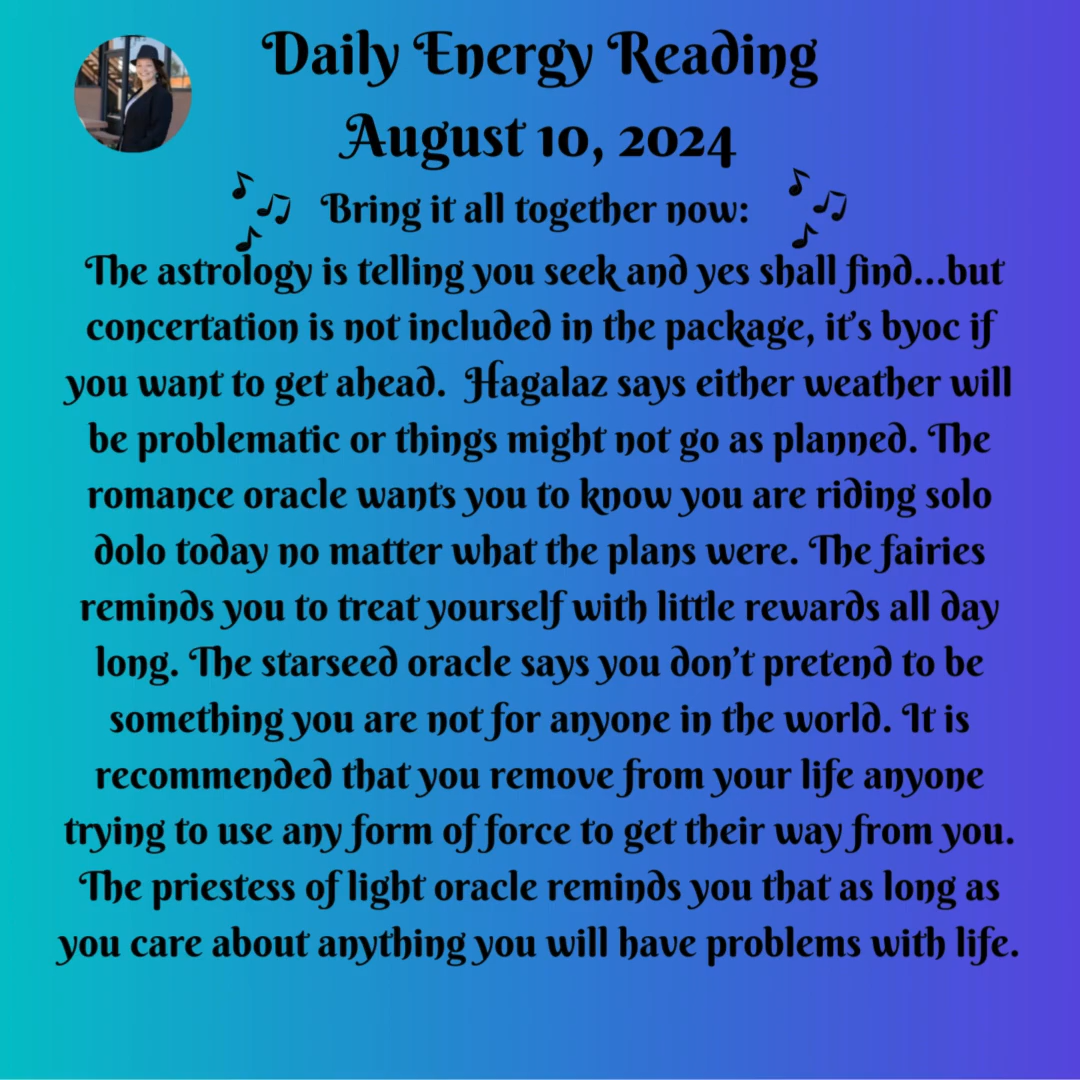 Daily Energy Reading
August 10, 2024
Bring it all together now:
The astrology is telling you seek and yes shall find...but
concertation is not included in the package, it's byoc if
you want to get ahead. Hagalaz says either weather will
be problematic or things might not go as planned. The
romance oracle wants you to know you are riding solo
dolo today no matter what the plans were. The fairies
reminds you to treat yourself with little rewards all day
long. The starseed oracle says you don't pretend to be
something you are not for anyone in the world. It is
recommended that you remove from your life anyone
trying to use any form of force to get their way from you.
The priestess of light oracle reminds you that as long as
you care about anything you will have problems with life.